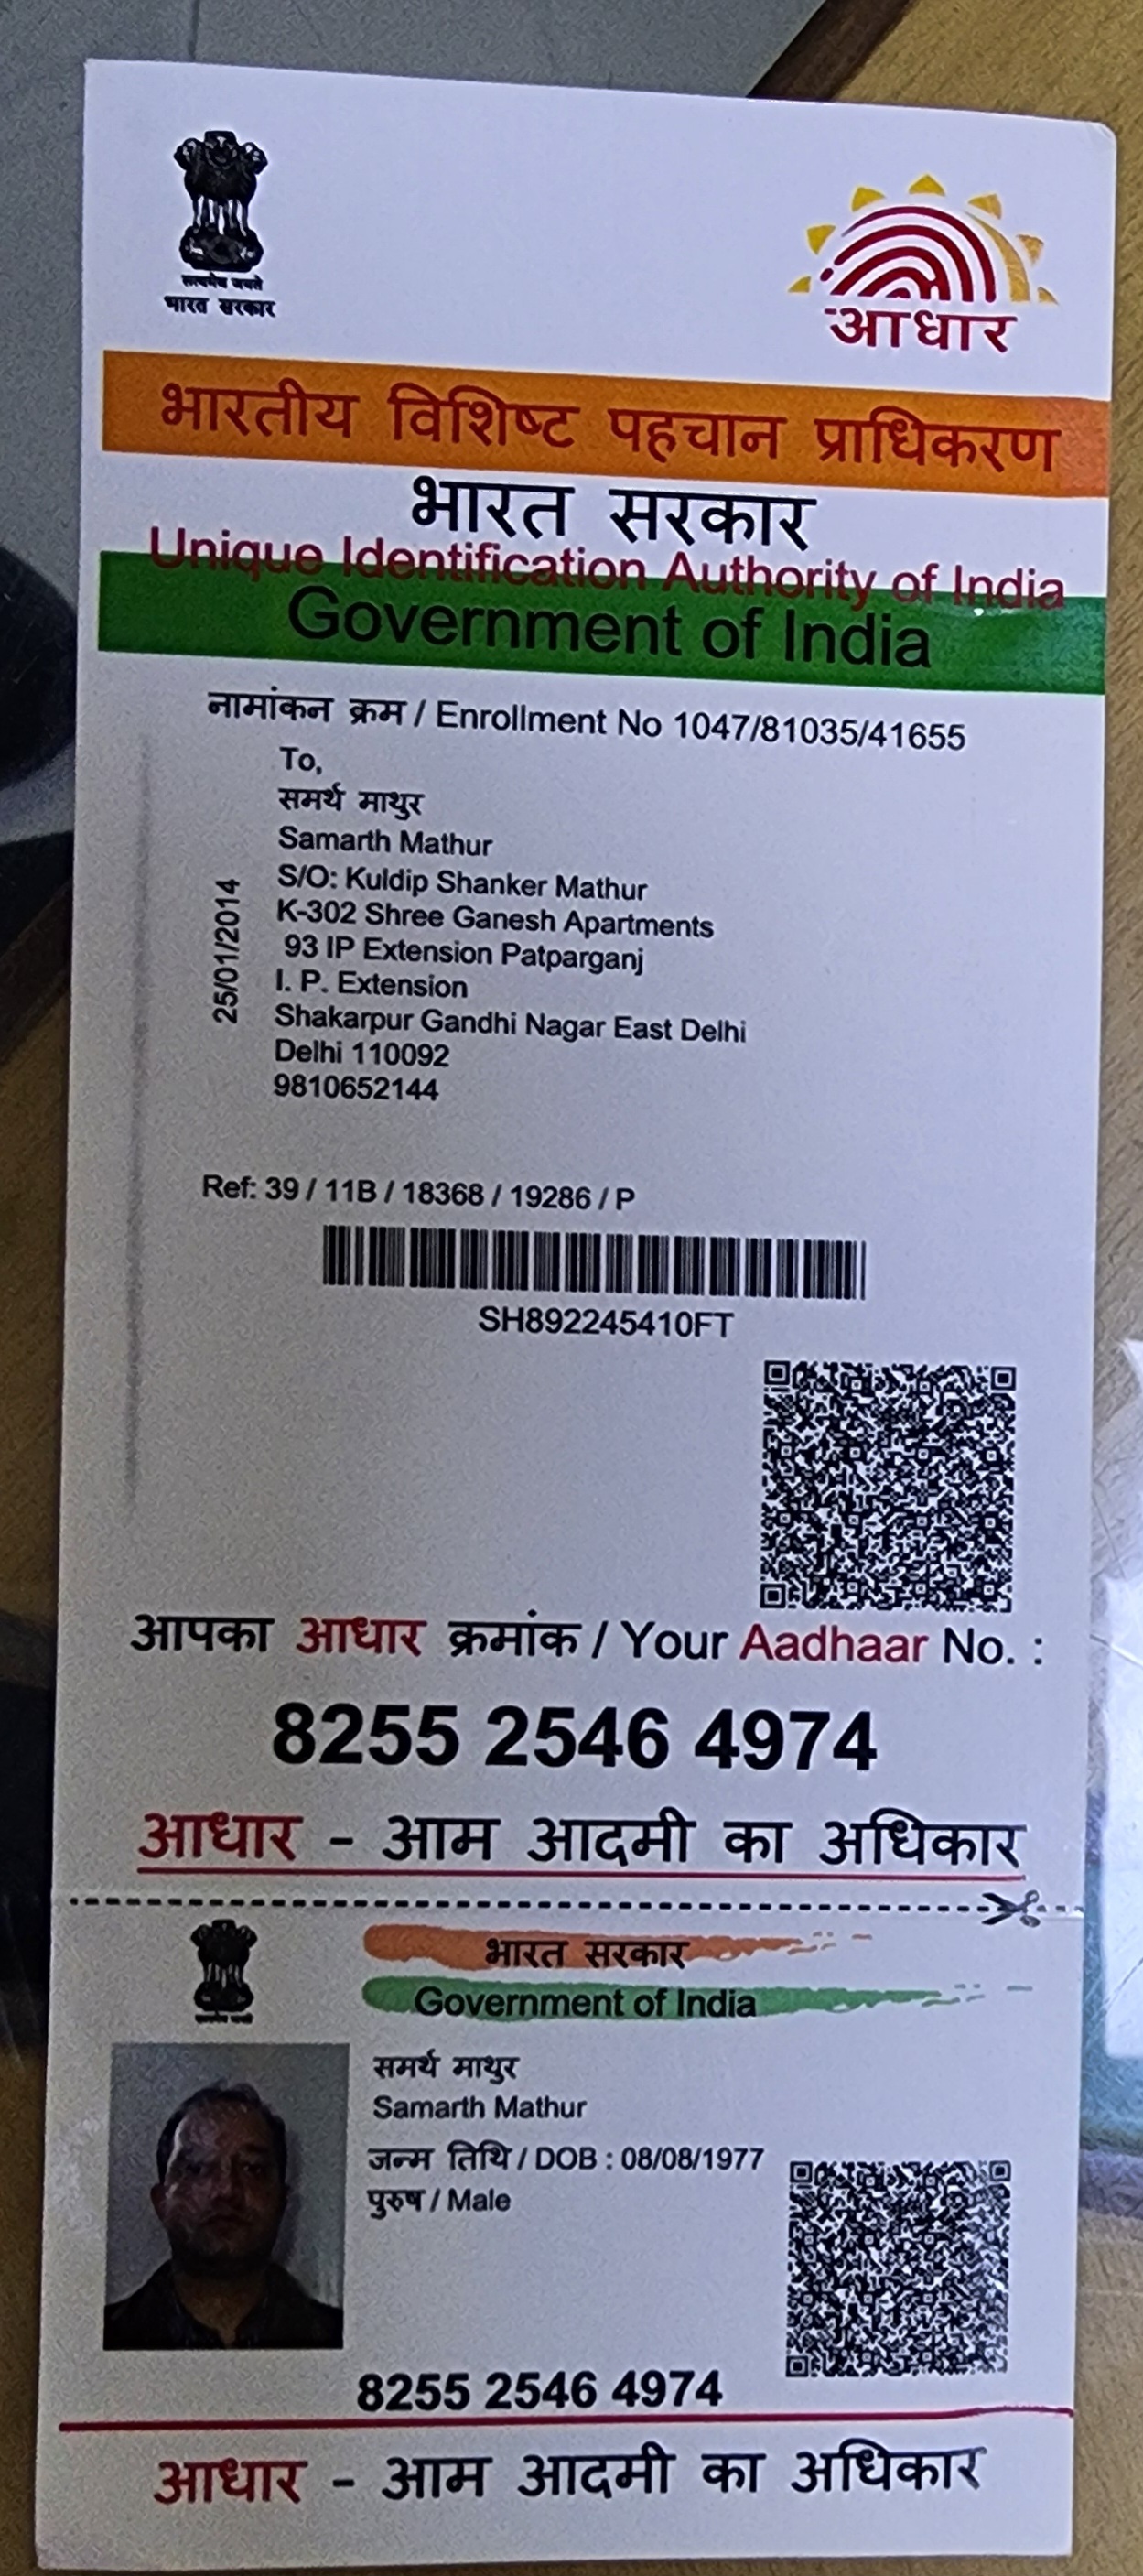 सत्यमेव जयते
भारत सरकार
आधार
भारतीय विशिष्ट पहचान प्राधिकरण
भारत सरकार
Unique Identification Authority of India
Government of India
नामांकन क्रम / Enrollment No 1047/81035/41655
To,
समर्थ माथुर
Samarth Mathur
S/O: Kuldip Shanker Mathur
K-302 Shree Ganesh Apartments
93 IP Extension Patparganj
I. P. Extension
Shakarpur Gandhi Nagar East Delhi
Delhi 110092
9810652144
25/01/2014
Ref: 39 / 11B / 18368 / 19286 / P
SH892245410FT
आपका आधार क्रमांक / Your Aadhaar No. :
8255 2546 4974
आधार - आम आदमी का अधिकार
भारत सरकार
Government of India
समर्थ माथुर
Samarth Mathur
जन्म तिथि / DOB : 08/08/1977
पुरुष / Male
8255 2546 4974
आधार - आम आदमी का अधिकार